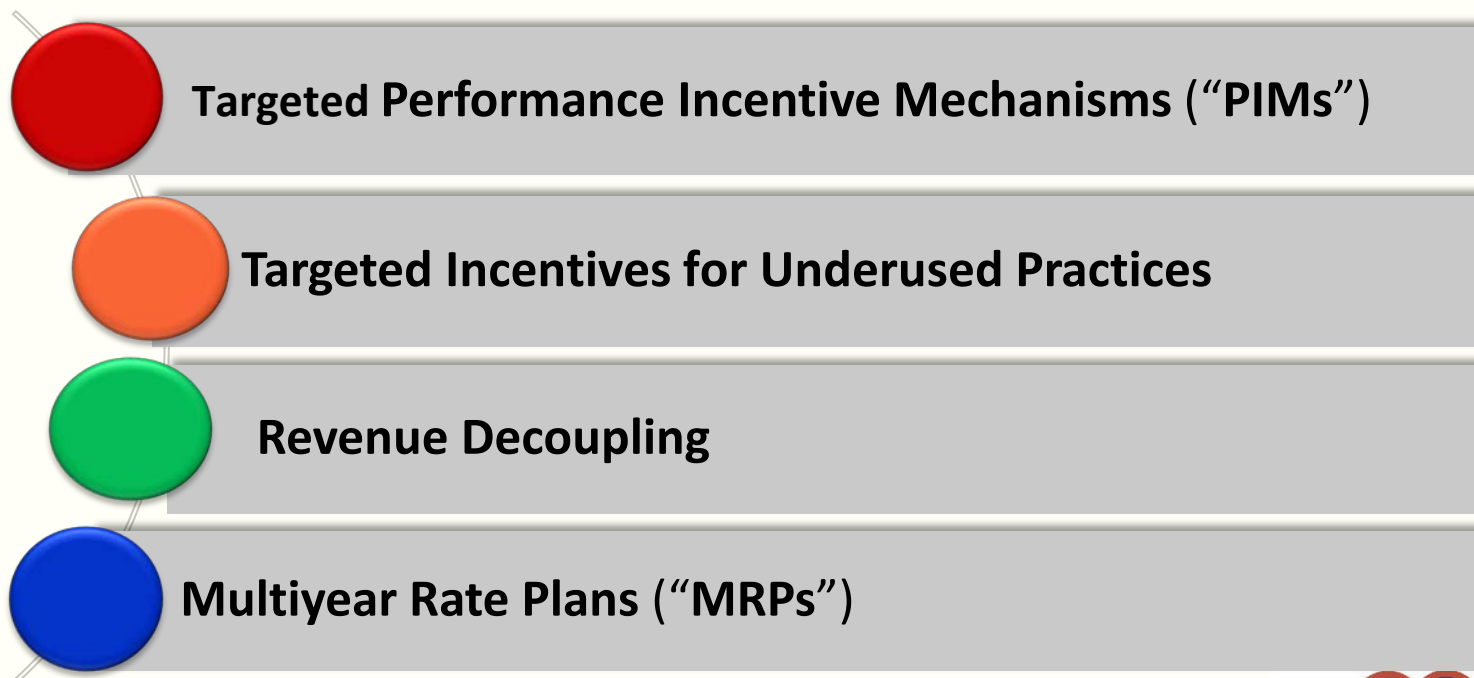 Targeted Performance Incentive Mechanisms (“PIMs”)
Targeted Incentives for Underused Practices
Revenue Decoupling
Multiyear Rate Plans (“MRPs”)